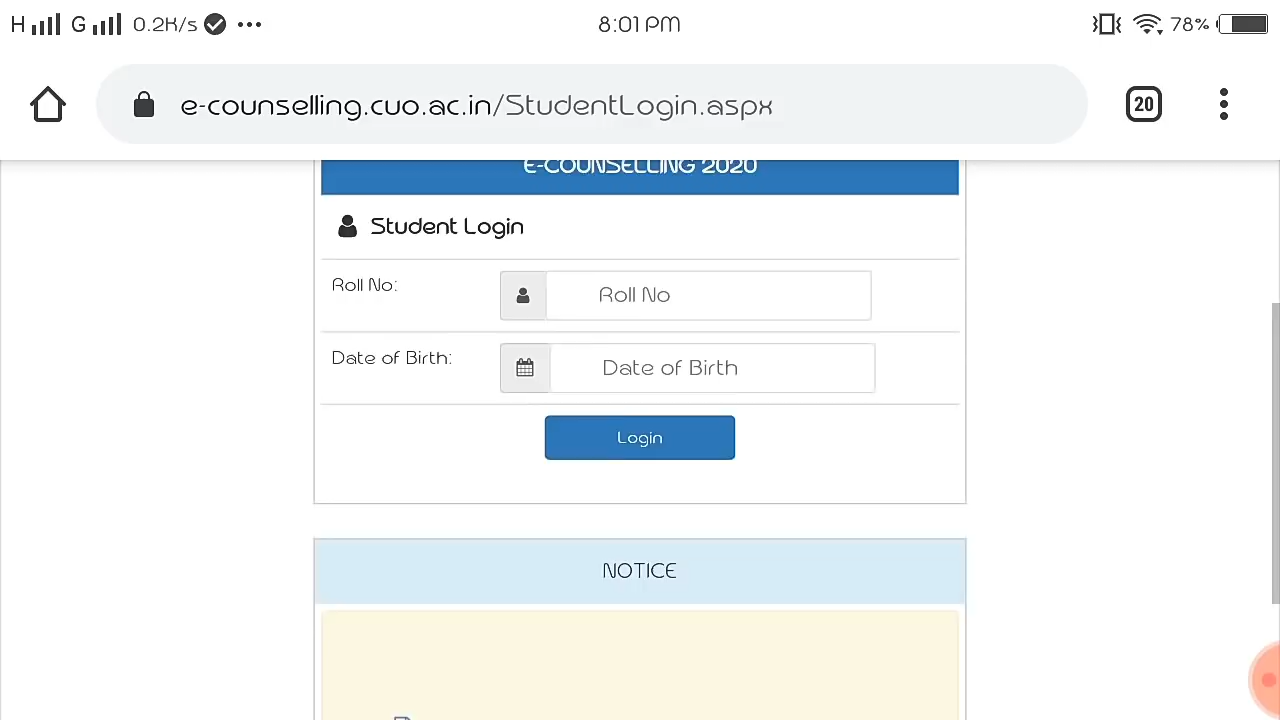 H G 0.2K/s ••• 8:01 PM 78%
e-counselling.cuo.ac.in/StudentLogin.aspx 20
E-COUNSELLING 2020
Student Login
Roll No: Roll No
Date of Birth: Date of Birth
Login
NOTICE